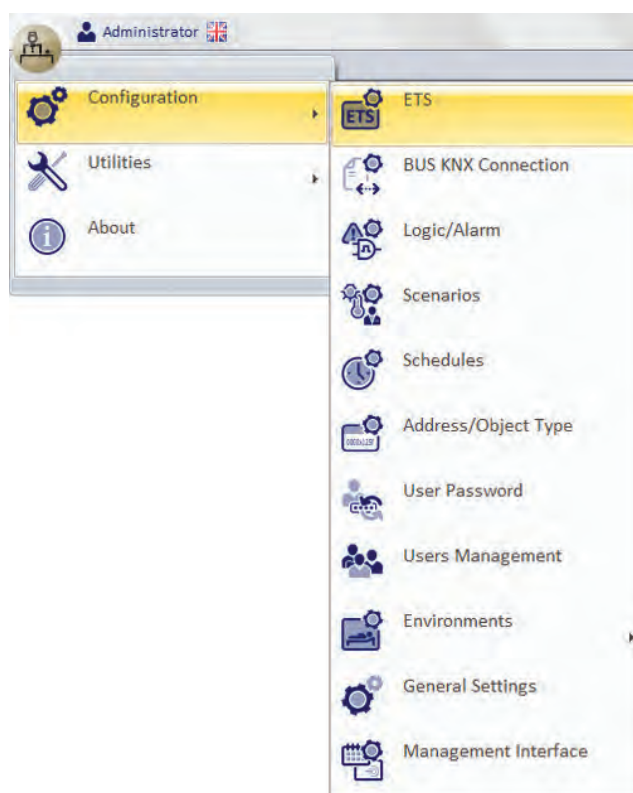 Administrator
Configuration
Utilities
About
ETS
ETS
BUS KNX Connection
Logic/Alarm
Scenarios
Schedules
Address/Object Type
User Password
Users Management
Environments
General Settings
Management Interface